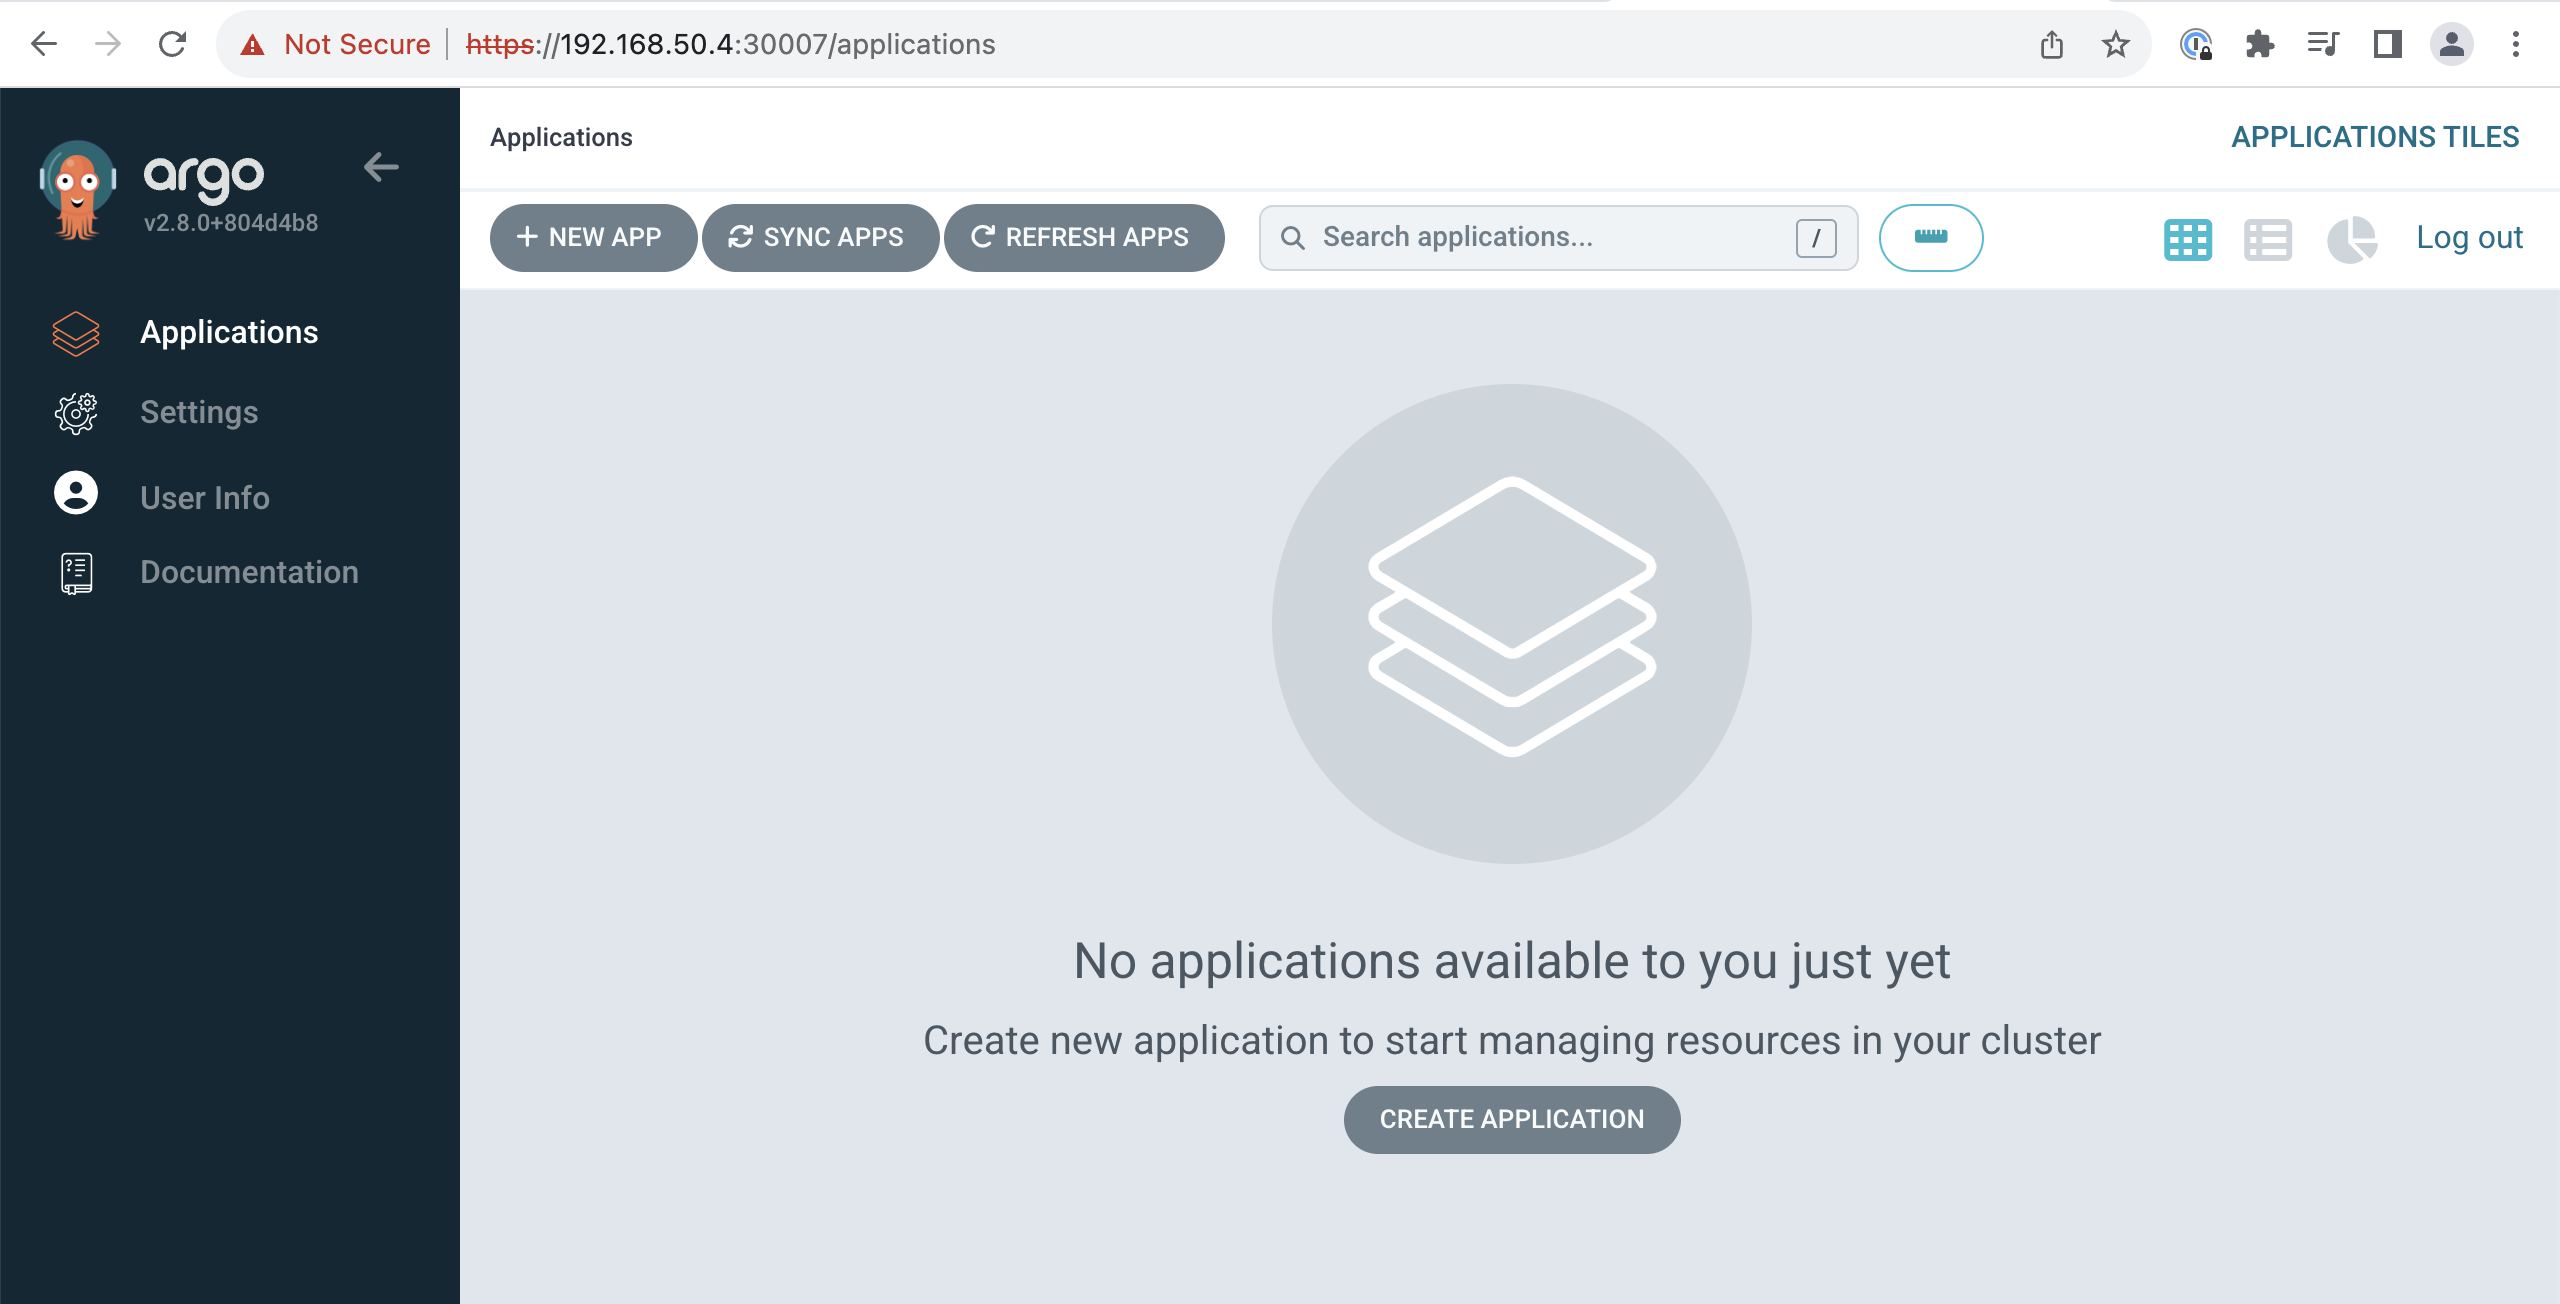 Not Secure https://192.168.50.4:30007/applications
argo
v2.8.0+804d4b8
Applications
Settings
User Info
Documentation
Applications
APPLICATIONS TILES
NEW APP SYNC APPS REFRESH APPS Search applications... / Log out
No applications available to you just yet
Create new application to start managing resources in your cluster
CREATE APPLICATION